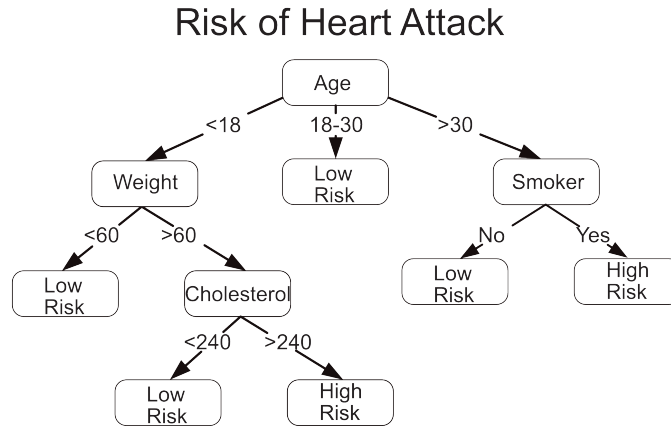 Risk of Heart Attack
Age
<18
18-30
>30
Weight
Low
Risk
Smoker
<60
>60
No
Yes
Low
Risk
Cholesterol
Low
Risk
High
Risk
<240
>240
Low
Risk
High
Risk